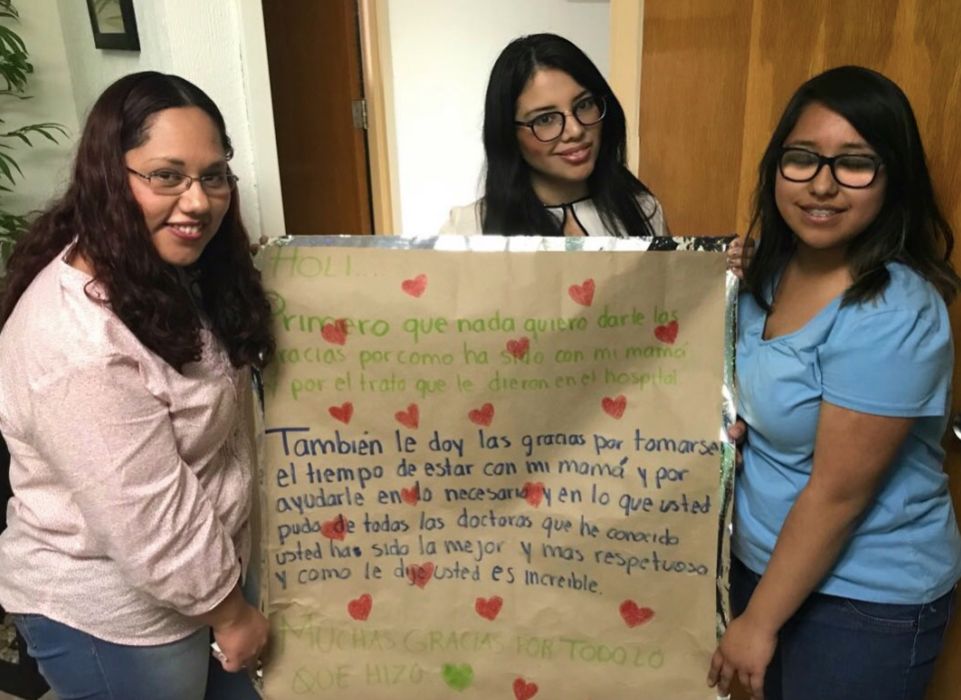 HOLI....
Primero que nada quiero darle las
gracias por como ha sido con mi mamá
y por el trato que le dieron en el hospital.
También le doy las gracias por tomarse
el tiempo de estar con mi mamá y por
ayudarle en lo necesario y en lo que usted
pudo de todas las doctoras que he conocido
usted has sido la mejor y mas respetuosa
y como le dije usted es increible.
MUCHAS GRACIAS POR TODO LO
QUE HIZO